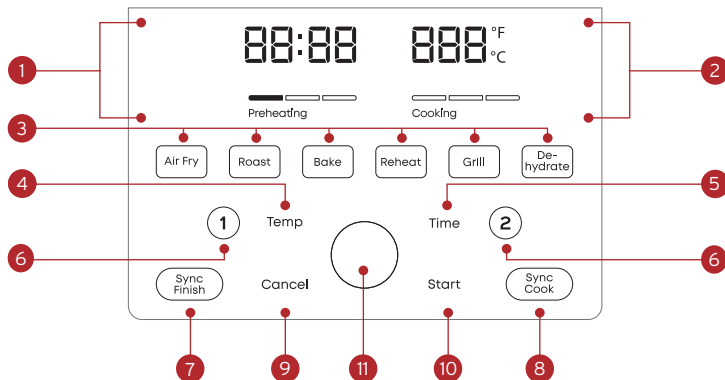 88:88 888 °F
°C
1 2
Preheating Cooking
3
Air Fry Roast Bake Reheat Grill De-
hydrate
4 5
1 Temp Time 2
6 6
Sync
Finish Cancel Start Sync
Cook
7 9 11 10 8